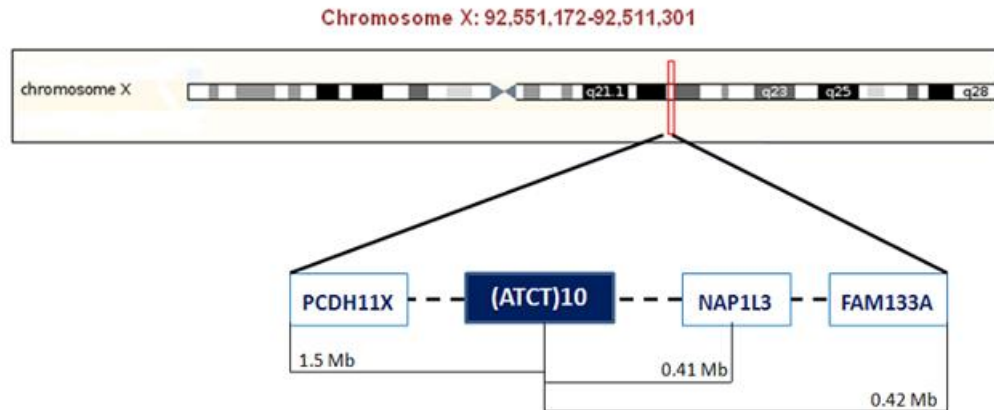 Chromosome X: 92,551,172-92,511,301
chromosome X
q21.1
q23
q25
q28
PCDH11X
(ATCT)10
NAP1L3
FAM133A
1.5 Mb
0.41 Mb
0.42 Mb